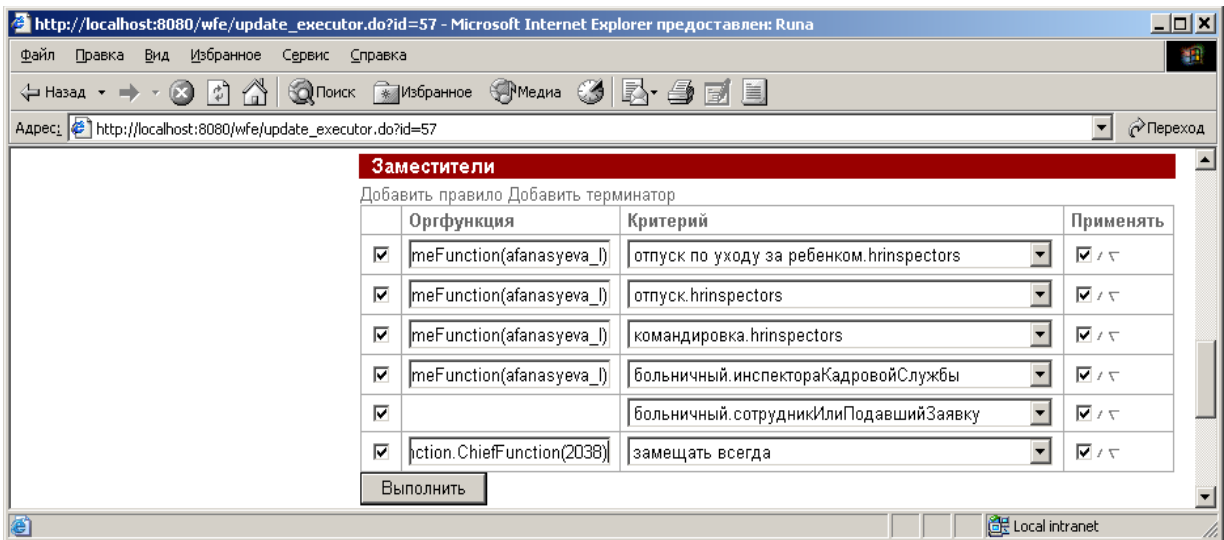 http://localhost:8080/wfe/update_executor.do?id=57 - Microsoft Internet Explorer предоставлен: Runa
Файл Правка Вид Избранное Сервис Справка
Назад Поиск Избранное Медиа
Адрес: http://localhost:8080/wfe/update_executor.do?id=57 Переход
Заместители
Добавить правило Добавить терминатор
Оргфункция Критерий Применять
meFunction(afanasyeva_l) отпуск по уходу за ребенком.hrinspectors
meFunction(afanasyeva_l) отпуск.hrinspectors
meFunction(afanasyeva_l) командировка.hrinspectors
meFunction(afanasyeva_l) больничный.инспектораКадровойСлужбы
больничный.сотрудникИлиПодавшийЗаявку
nction.ChiefFunction(2038) замещать всегда
Выполнить
Local intranet